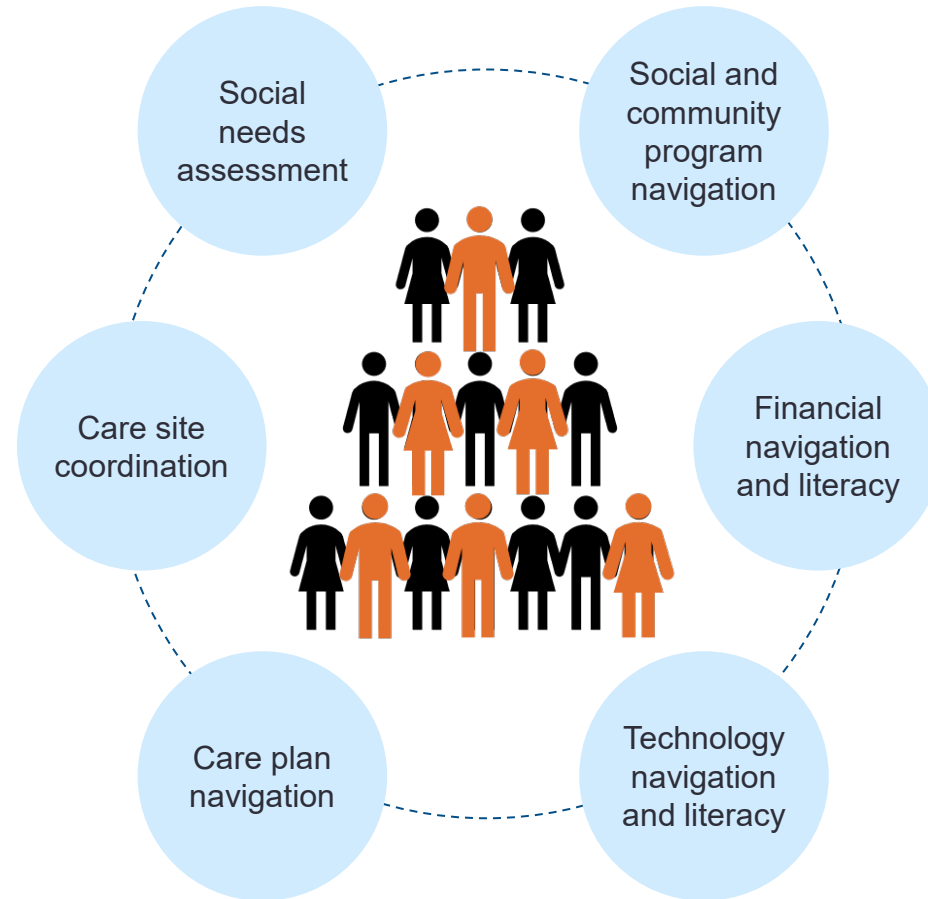 Social
needs
assessment
Social and
community
program
navigation
Care site
coordination
Financial
navigation
and literacy
Care plan
navigation
Technology
navigation
and literacy